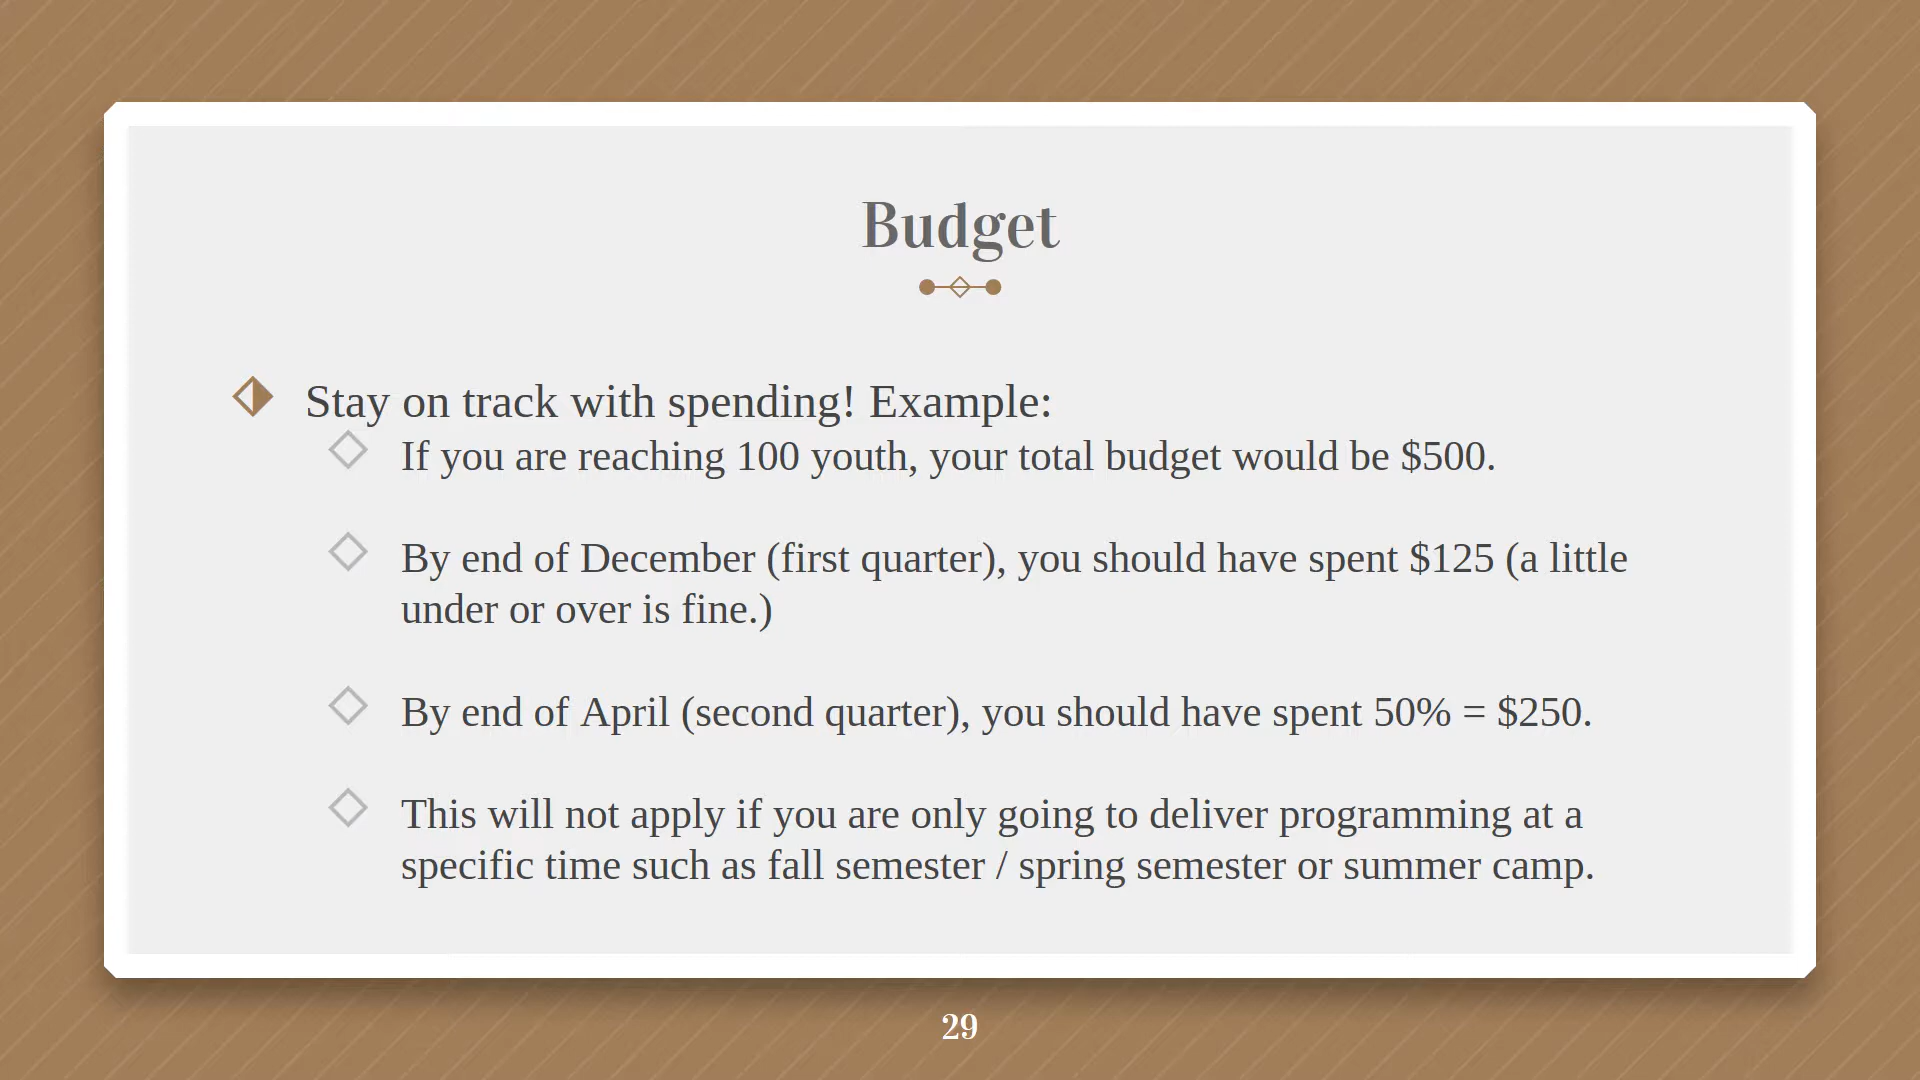 Budget
Stay on track with spending! Example:
If you are reaching 100 youth, your total budget would be $500.
By end of December (first quarter), you should have spent $125 (a little
under or over is fine.)
By end of April (second quarter), you should have spent 50% = $250.
This will not apply if you are only going to deliver programming at a
specific time such as fall semester / spring semester or summer camp.
29